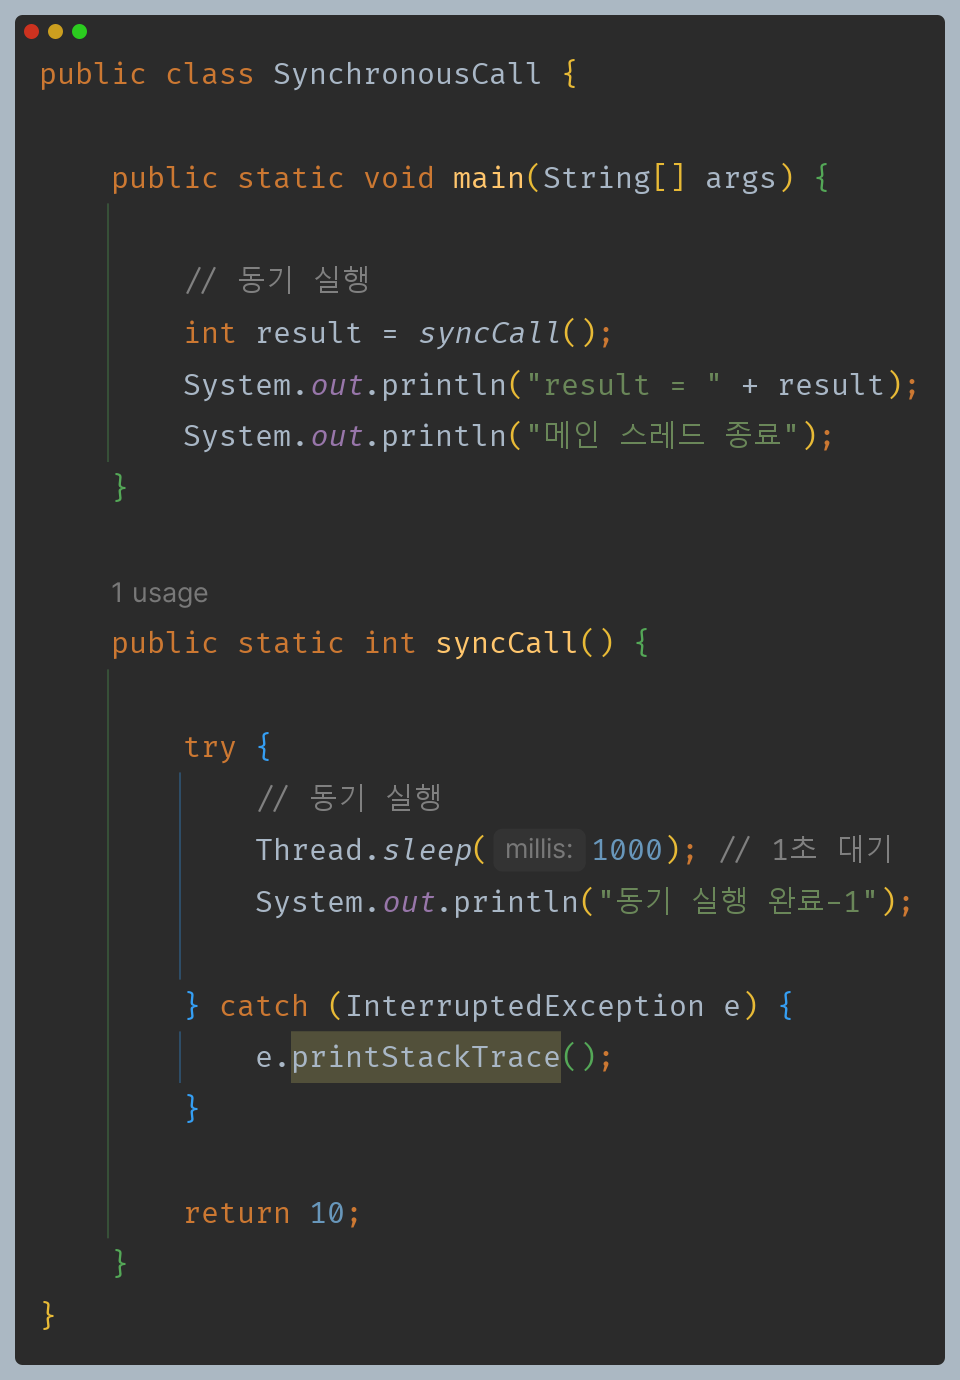 public class SynchronousCall {
public static void main(String[] args) {
// 동기 실행
int result = syncCall();
System.out.println("result = " + result);
System.out.println("메인 스레드 종료");
}
1 usage
public static int syncCall() {
try {
// 동기 실행
Thread.sleep( millis: 1000); // 1초 대기
System.out.println("동기 실행 완료-1");
} catch (InterruptedException e) {
e.printStackTrace();
}
return 10;
}
}